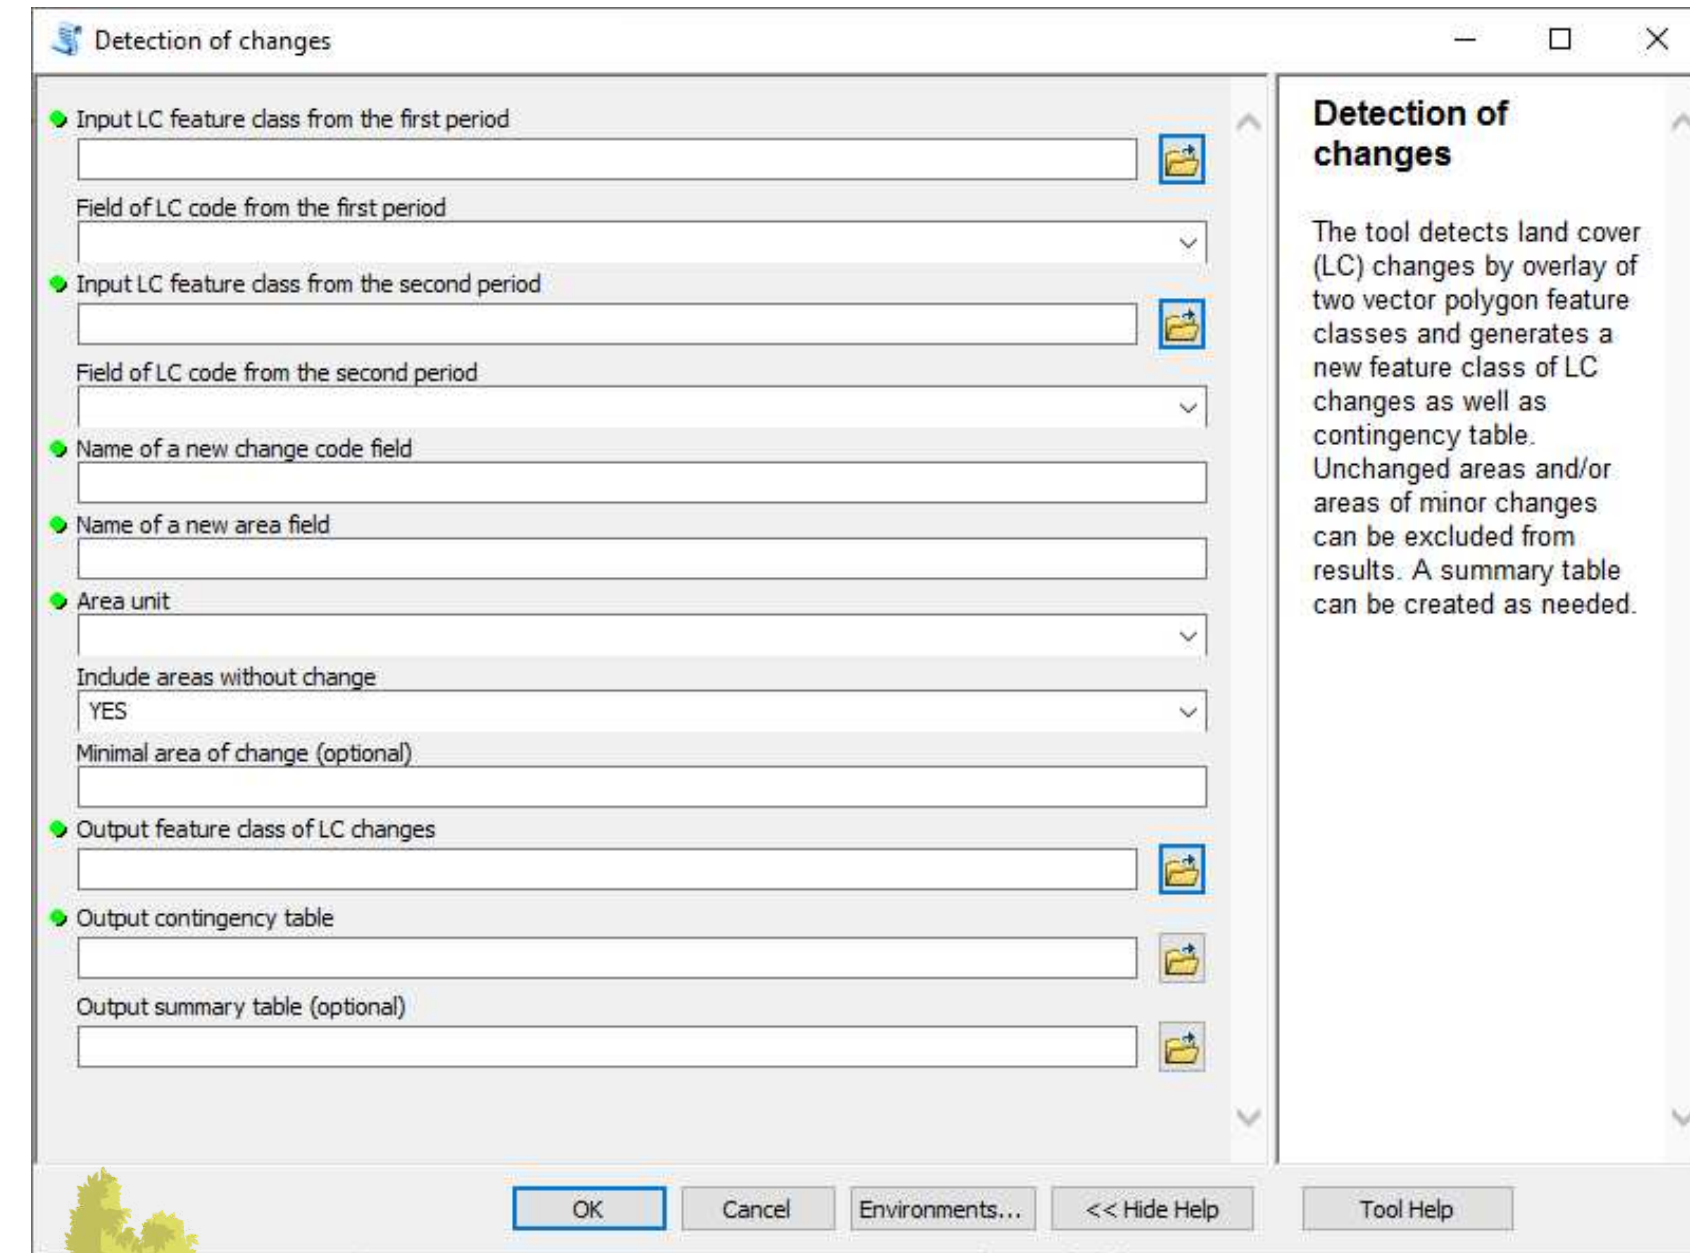 Detection of changes
Input LC feature class from the first period
Field of LC code from the first period
Input LC feature class from the second period
Field of LC code from the second period
Name of a new change code field
Name of a new area field
Area unit
Include areas without change
YES
Minimal area of change (optional)
Output feature class of LC changes
Output contingency table
Output summary table (optional)
OK
Cancel
Environments...
<< Hide Help
Detection of
changes
The tool detects land cover
(LC) changes by overlay of
two vector polygon feature
classes and generates a
new feature class of LC
changes as well as
contingency table.
Unchanged areas and/or
areas of minor changes
can be excluded from
results. A summary table
can be created as needed.
Tool Help